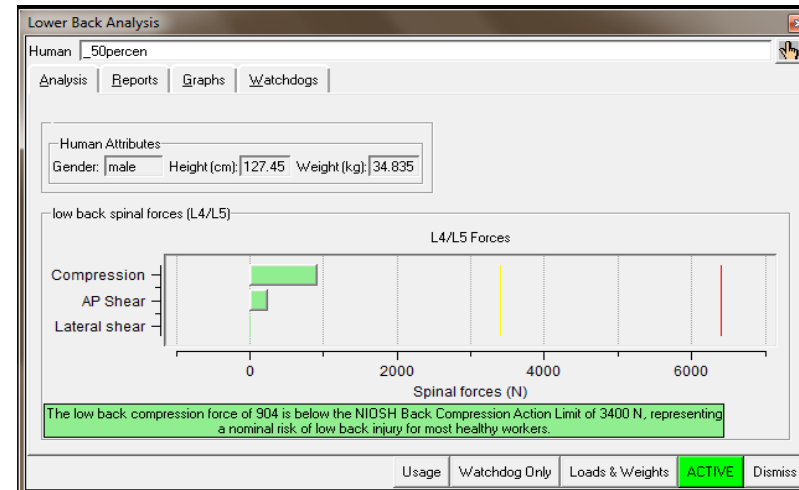 Lower Back Analysis
Human _50percen
Analysis Reports Graphs Watchdogs
Human Attributes
Gender: male Height (cm): 127.45 Weight (kg): 34.835
low back spinal forces (L4/L5)
L4/L5 Forces
Compression
AP Shear
Lateral shear
0 2000 4000 6000
Spinal forces (N)
The low back compression force of 904 is below the NIOSH Back Compression Action Limit of 3400 N, representing
a nominal risk of low back injury for most healthy workers.
Usage Watchdog Only Loads & Weights ACTIVE Dismiss